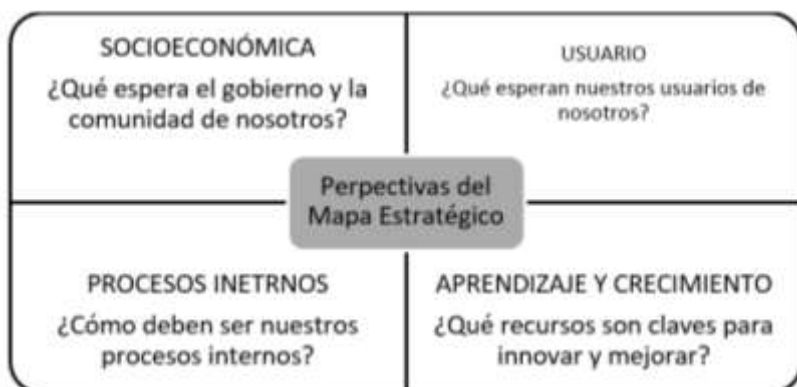 SOCIOECONÓMICA
¿Qué espera el gobierno y la
comunidad de nosotros?
USUARIO
¿Qué esperan nuestros usuarios de
nosotros?
Perpectivas del
Mapa Estratégico
PROCESOS INETRNOS
¿Cómo deben ser nuestros
procesos internos?
APRENDIZAJE Y CRECIMIENTO
¿Qué recursos son claves para
innovar y mejorar?